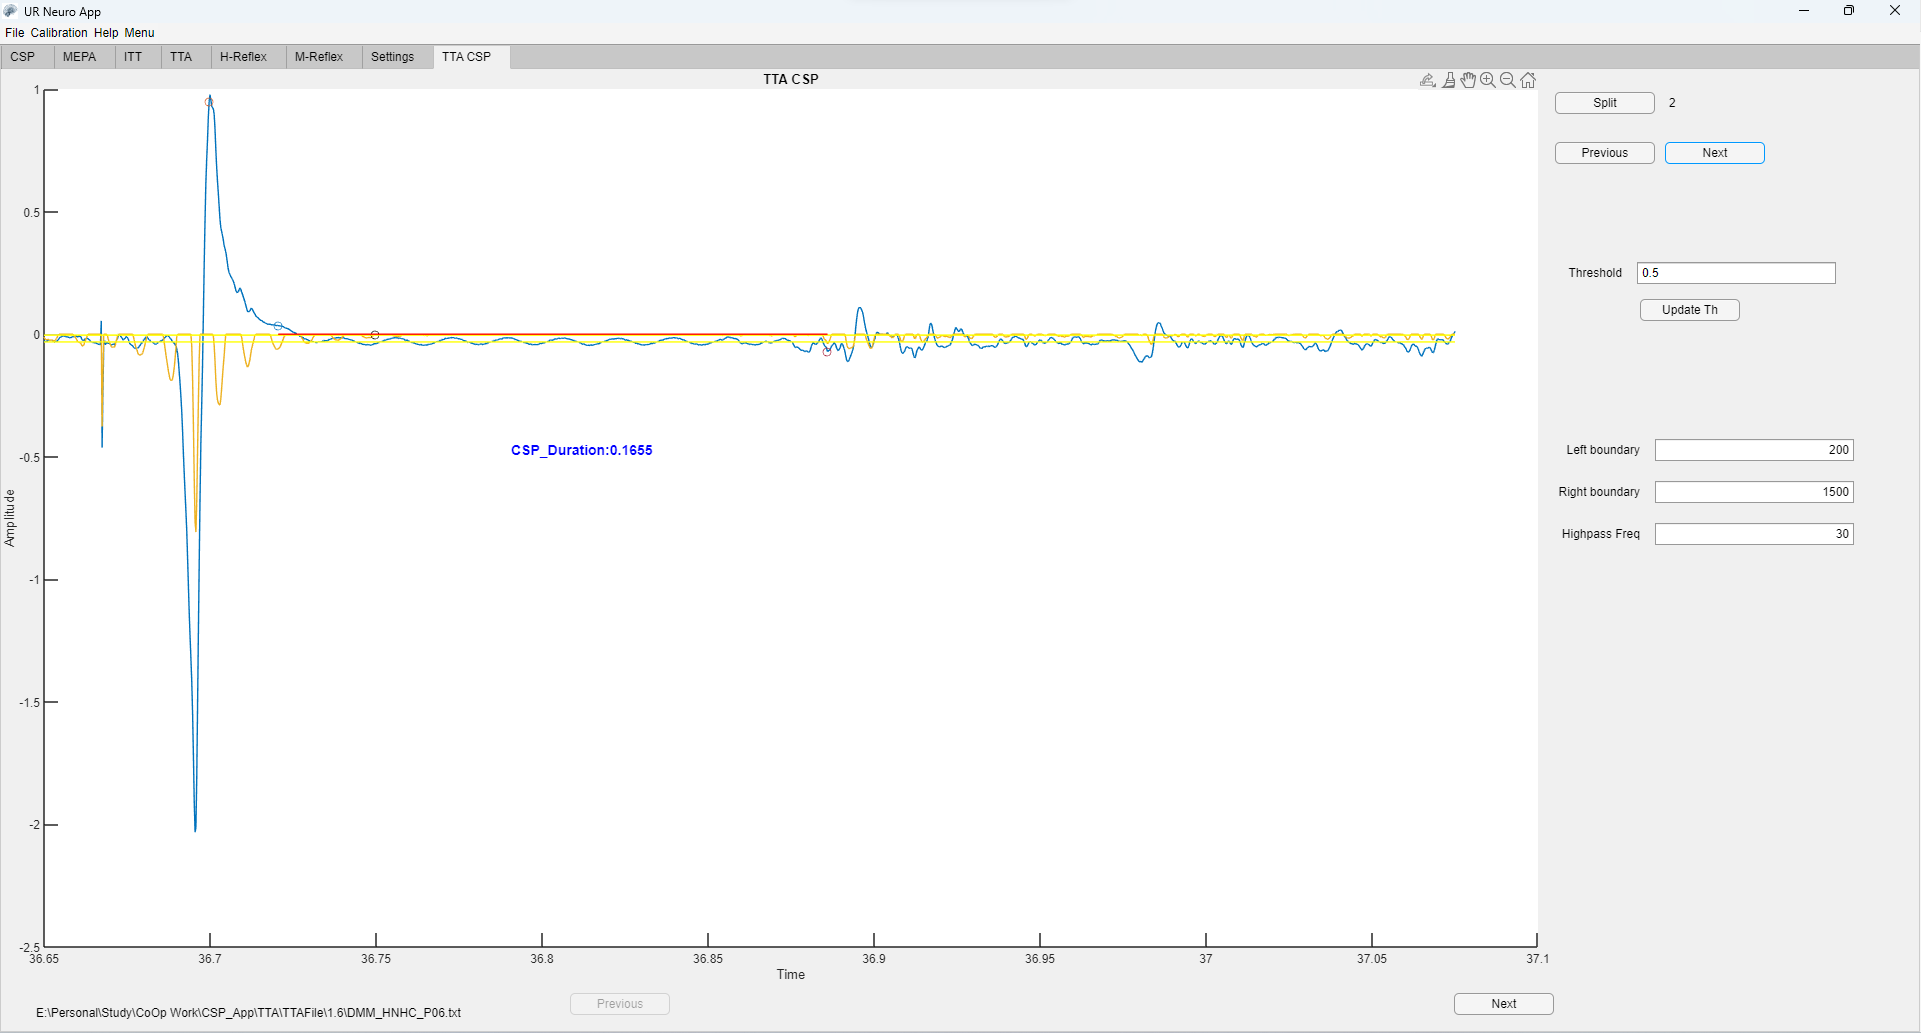 UR Neuro App
File Calibration Help Menu
CSP MEPA ITT TTA H-Reflex M-Reflex Settings TTA CSP
TTA CSP
Split 2
Previous Next
Threshold 0.5
Update Th
Left boundary 200
Right boundary 1500
Highpass Freq 30
1
0.5
0
-0.5
-1
-1.5
-2
-2.5
Amplitude
CSP_Duration:0.1655
36.65 36.7 36.75 36.8 36.85 36.9 36.95 37 37.05 37.1
Time
Previous Next
E:\Personal\Study\CoOp Work\CSP_App\TTA\TTAFile\1.6\DMM_HNHC_P06.txt